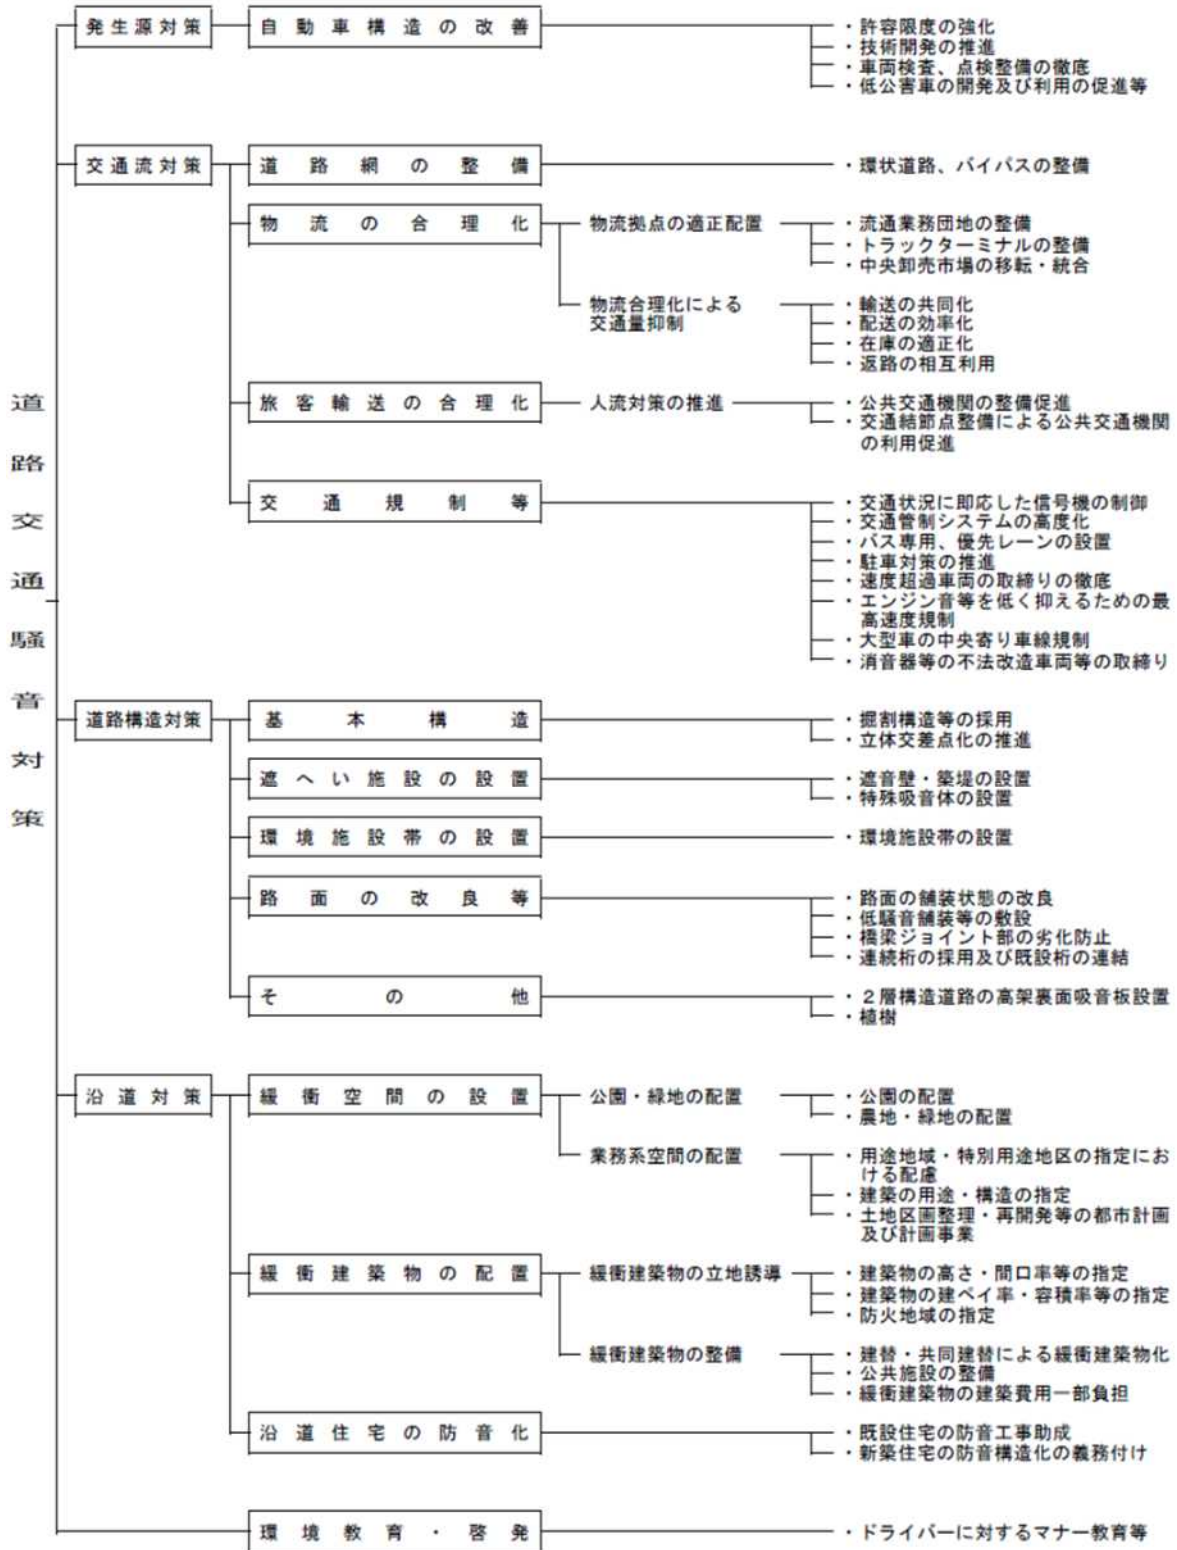 道路交通騒音対策
発生源対策
自動車構造の改善
・許容限度の強化
・技術開発の推進
・車両検査、点検整備の徹底
・低公害車の開発及び利用の促進等
交通流対策
道路網の整備
・環状道路、バイパスの整備
物流の合理化
物流拠点の適正配置
・流通業務団地の整備
・トラックターミナルの整備
・中央卸売市場の移転・統合
物流合理化による
交通量抑制
・輸送の共同化
・配送の効率化
・在庫の適正化
・返路の相互利用
旅客輸送の合理化
人流対策の推進
・公共交通機関の整備促進
・交通結節点整備による公共交通機関
の利用促進
交通規制等
・交通状況に即応した信号機の制御
・交通管制システムの高度化
・バス専用、優先レーンの設置
・駐車対策の推進
・速度超過車両の取締りの徹底
・エンジン音等を低く抑えるための最
高速度規制
・大型車の中央寄り車線規制
・消音器等の不法改造車両等の取締り
道路構造対策
基本構造
・掘割構造等の採用
・立体交差点化の推進
遮へい施設の設置
・遮音壁・築堤の設置
・特殊吸音体の設置
環境施設帯の設置
・環境施設帯の設置
路面の改良等
・路面の舗装状態の改良
・低騒音舗装等の敷設
・橋梁ジョイント部の劣化防止
・連続桁の採用及び既設桁の連結
その他
・２層構造道路の高架裏面吸音板設置
・植樹
沿道対策
緩衝空間の設置
公園・緑地の配置
・公園の配置
・農地・緑地の配置
業務系空間の配置
・用途地域・特別用途地区の指定にお
ける配慮
・建築の用途・構造の指定
・土地区画整理・再開発等の都市計画
及び計画事業
緩衝建築物の配置
緩衝建築物の立地誘導
・建築物の高さ・間口率等の指定
・建築物の建ペイ率・容積率等の指定
・防火地域の指定
緩衝建築物の整備
・建替・共同建替による緩衝建築物化
・公共施設の整備
・緩衝建築物の建築費用一部負担
沿道住宅の防音化
・既設住宅の防音工事助成
・新築住宅の防音構造化の義務付け
環境教育・啓発
・ドライバーに対するマナー教育等